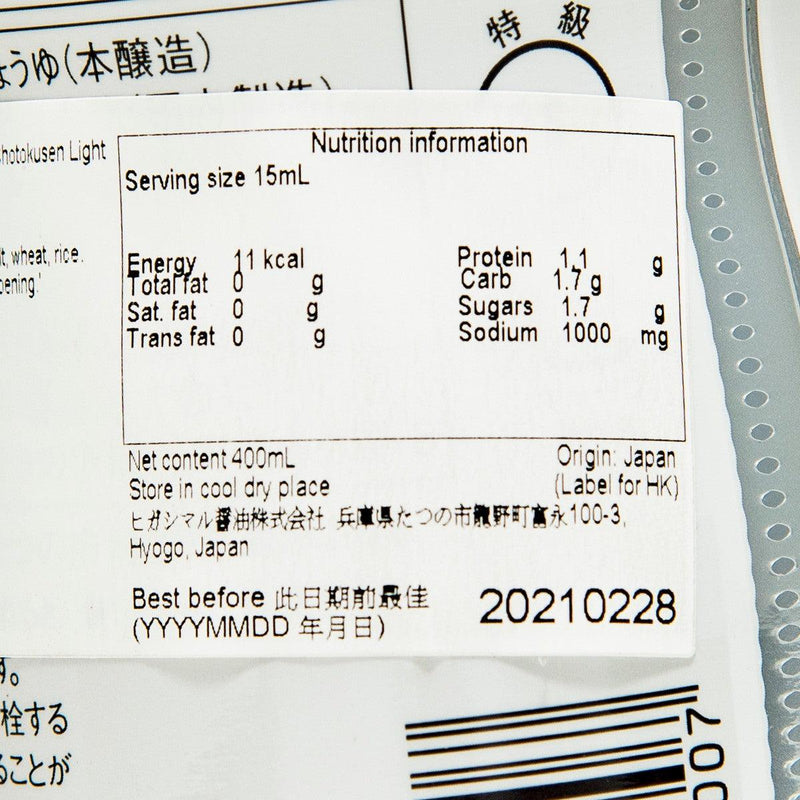 特級
ょうゆ(本醸造)
hotokusen Light
Nutrition information
Serving size 15mL
t, wheat, rice.
pening.'
Energy 11 kcal Protein 1.1 g
Total fat 0 g Carb 1.7 g
Sat. fat 0 g Sugars 1.7 g
Trans fat 0 g Sodium 1000 mg
Net content 400mL Origin: Japan
Store in cool dry place (Label for HK)
ヒガシマル醤油株式会社 兵庫県たつの市龍野町富永100-3,
Hyogo, Japan
Best before 此日期前最佳
(YYYYMMDD 年月日) 20210228
す。
栓する
ることが
007